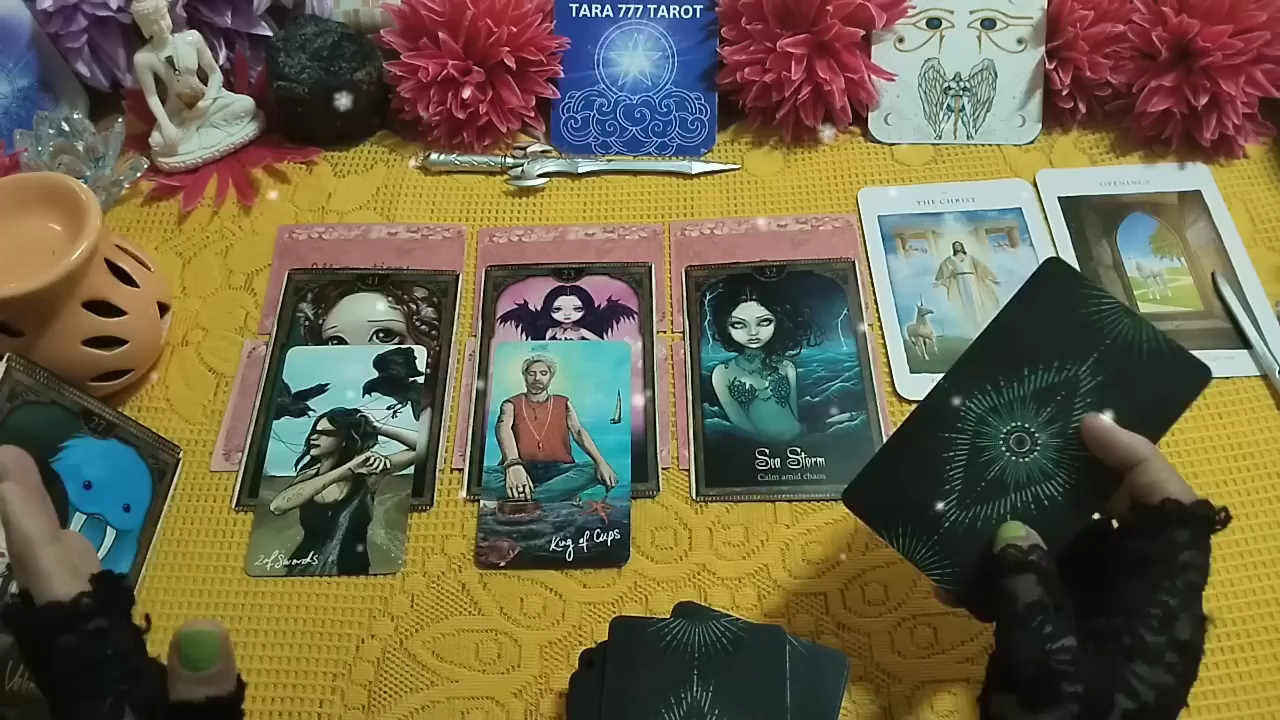 TARA 777 TAROT
THE CHRIST
OPENINGS
41
23
32
27
Sea Storm
Calm amid chaos
2 of Swords
King of Cups